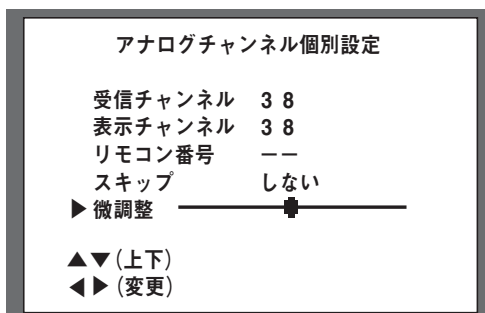 アナログチャンネル個別設定
受信チャンネル 38
表示チャンネル 38
リモコン番号 −−
スキップ しない
▶微調整
▲▼(上下)
◀▶(変更)